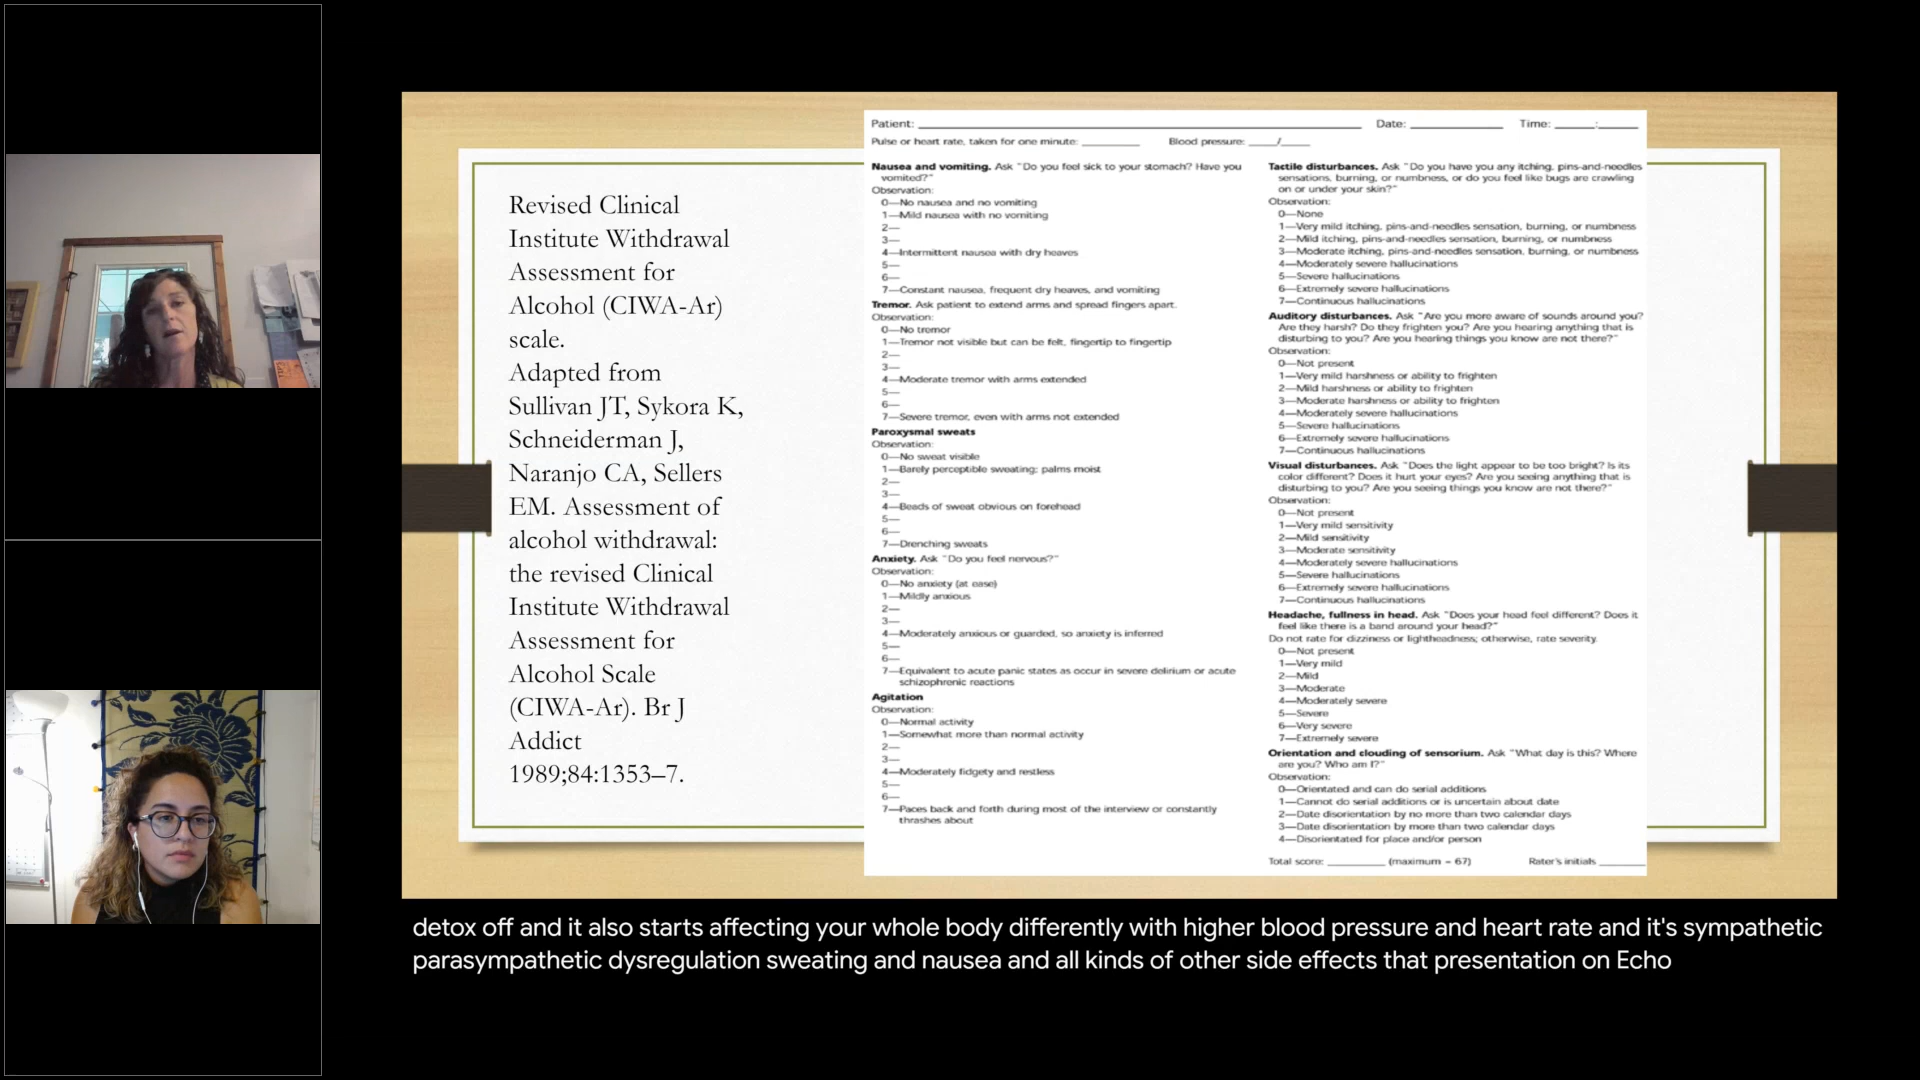 Revised Clinical
Institute Withdrawal
Assessment for
Alcohol (CIWA-Ar)
scale.
Adapted from
Sullivan JT, Sykora K,
Schneiderman J,
Naranjo CA, Sellers
EM. Assessment of
alcohol withdrawal:
the revised Clinical
Institute Withdrawal
Assessment for
Alcohol Scale
(CIWA-Ar). Br J
Addict
1989;84:1353–7.
Patient: Date: Time: :
Pulse or heart rate, taken for one minute: Blood pressure: /
Nausea and vomiting. Ask "Do you feel sick to your stomach? Have you
vomited?"
Observation:
0—No nausea and no vomiting
1—Mild nausea with no vomiting
2—
3—
4—Intermittent nausea with dry heaves
5—
6—
7—Constant nausea, frequent dry heaves, and vomiting
Tremor. Ask patient to extend arms and spread fingers apart.
Observation:
0—No tremor
1—Tremor not visible but can be felt, fingertip to fingertip
2—
3—
4—Moderate tremor with arms extended
5—
6—
7—Severe tremor, even with arms not extended
Paroxysmal sweats
Observation:
0—No sweat visible
1—Barely perceptible sweating; palms moist
2—
3—
4—Beads of sweat obvious on forehead
5—
6—
7—Drenching sweats
Anxiety. Ask "Do you feel nervous?"
Observation:
0—No anxiety (at ease)
1—Mildly anxious
2—
3—
4—Moderately anxious or guarded, so anxiety is inferred
5—
6—
7—Equivalent to acute panic states as occur in severe delirium or acute
schizophrenic reactions
Agitation
Observation:
0—Normal activity
1—Somewhat more than normal activity
2—
3—
4—Moderately fidgety and restless
5—
6—
7—Paces back and forth during most of the interview or constantly
thrashes about
Tactile disturbances. Ask "Do you have you any itching, pins-and-needles
sensations, burning, or numbness, or do you feel like bugs are crawling
on or under your skin?"
Observation:
0—None
1—Very mild itching, pins-and-needles sensation, burning, or numbness
2—Mild itching, pins-and-needles sensation, burning, or numbness
3—Moderate itching, pins-and-needles sensation, burning, or numbness
4—Moderately severe hallucinations
5—Severe hallucinations
6—Extremely severe hallucinations
7—Continuous hallucinations
Auditory disturbances. Ask "Are you more aware of sounds around you?
Are they harsh? Do they frighten you? Are you hearing anything that is
disturbing to you? Are you hearing things you know are not there?"
Observation:
0—Not present
1—Very mild harshness or ability to frighten
2—Mild harshness or ability to frighten
3—Moderate harshness or ability to frighten
4—Moderately severe hallucinations
5—Severe hallucinations
6—Extremely severe hallucinations
7—Continuous hallucinations
Visual disturbances. Ask "Does the light appear to be too bright? Is its
color different? Does it hurt your eyes? Are you seeing anything that is
disturbing to you? Are you seeing things you know are not there?"
Observation:
0—Not present
1—Very mild sensitivity
2—Mild sensitivity
3—Moderate sensitivity
4—Moderately severe hallucinations
5—Severe hallucinations
6—Extremely severe hallucinations
7—Continuous hallucinations
Headache, fullness in head. Ask "Does your head feel different? Does it
feel like there is a band around your head?"
Do not rate for dizziness or lightheadness; otherwise, rate severity.
0—Not present
1—Very mild
2—Mild
3—Moderate
4—Moderately severe
5—Severe
6—Very severe
7—Extremely severe
Orientation and clouding of sensorium. Ask "What day is this? Where
are you? Who am I?"
Observation:
0—Orientated and can do serial additions
1—Cannot do serial additions or is uncertain about date
2—Date disorientation by no more than two calendar days
3—Date disorientation by more than two calendar days
4—Disorientated for place and/or person
Total score: (maximum = 67) Rater's initials
detox off and it also starts affecting your whole body differently with higher blood pressure and heart rate and it's sympathetic
parasympathetic dysregulation sweating and nausea and all kinds of other side effects that presentation on Echo